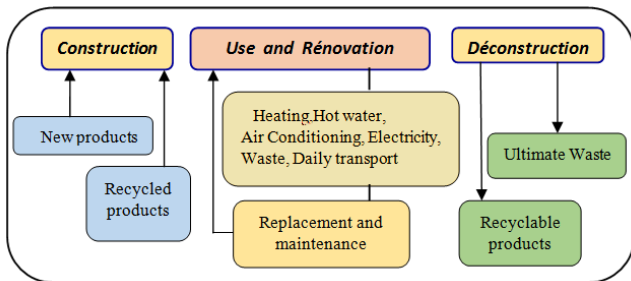 Construction
Use and Rénovation
Déconstruction
New products
Recycled
products
Heating,Hot water,
Air Conditioning, Electricity,
Waste, Daily transport
Replacement and
maintenance
Ultimate Waste
Recyclable
products